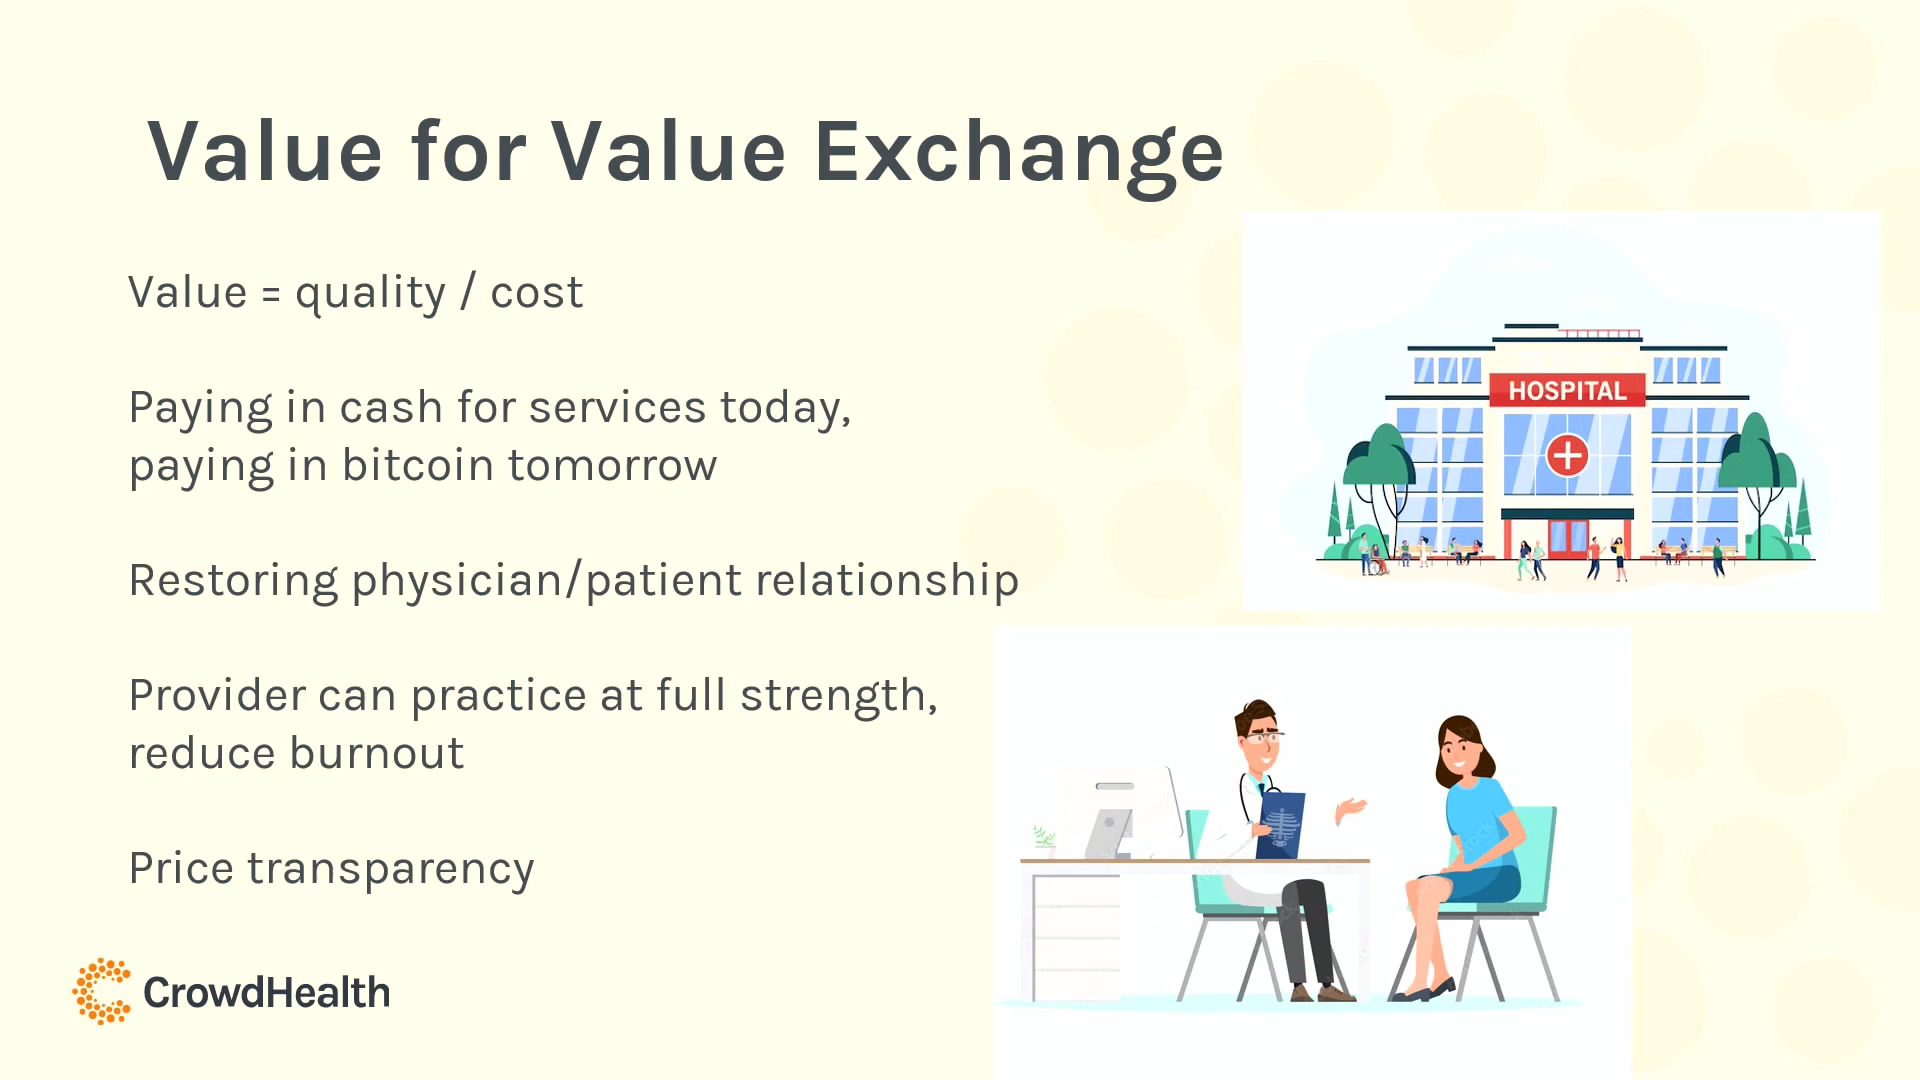 Value for Value Exchange
Value = quality / cost
Paying in cash for services today,
paying in bitcoin tomorrow
Restoring physician/patient relationship
Provider can practice at full strength,
reduce burnout
Price transparency
HOSPITAL
CrowdHealth